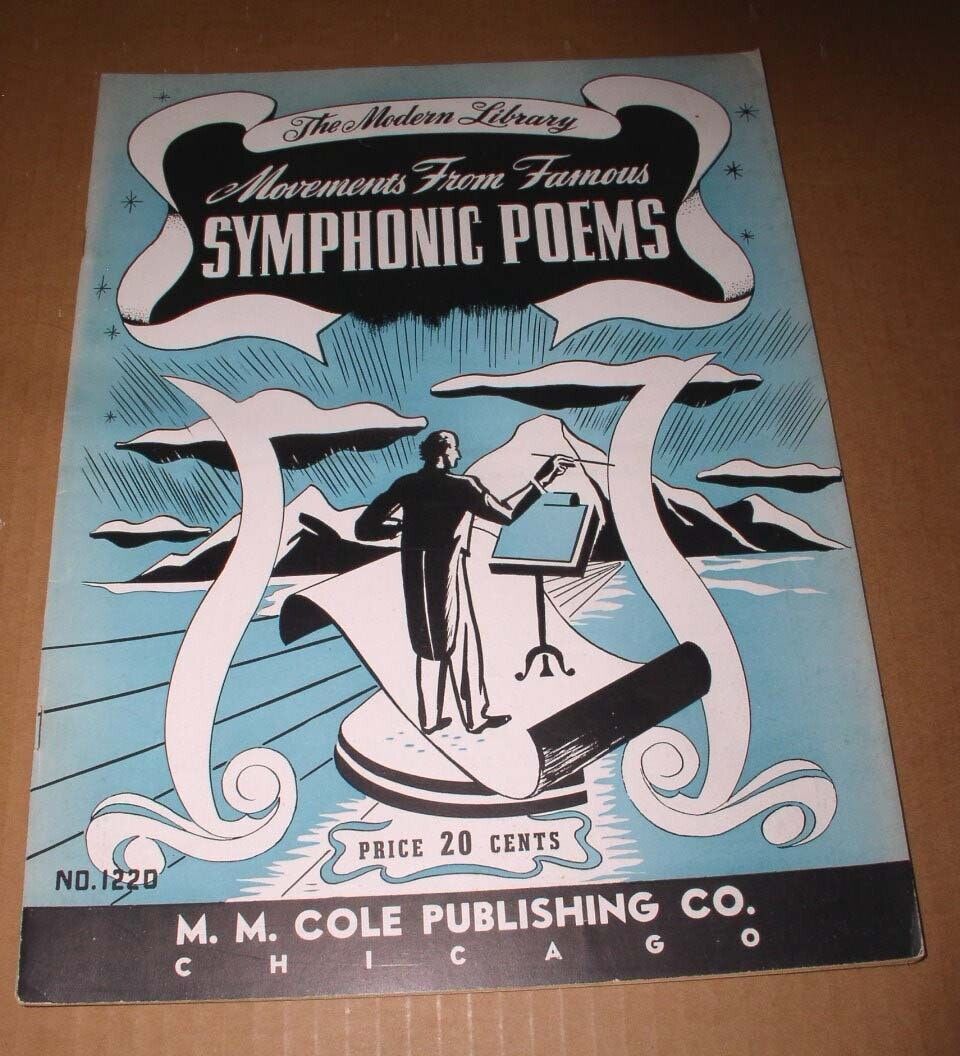 The Modern Library
Movements From Famous
SYMPHONIC POEMS
PRICE 20 CENTS
NO.1220
M. M. COLE PUBLISHING CO.
CHICAGO